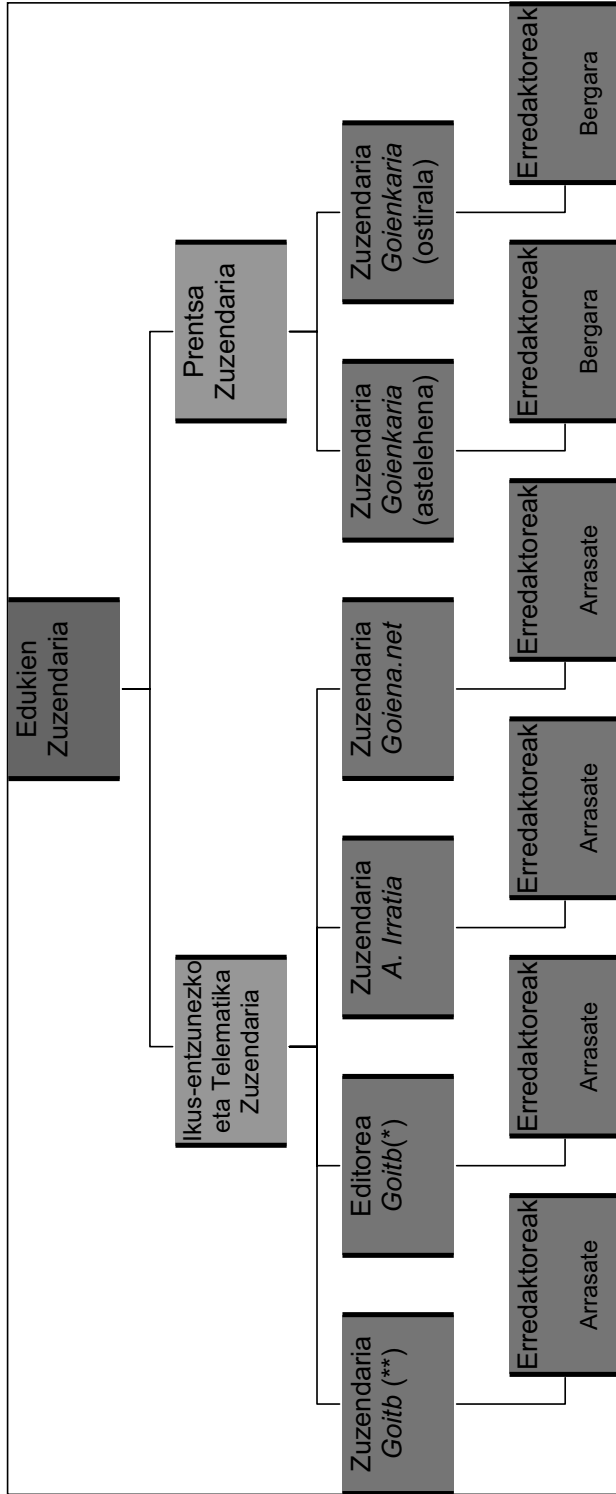 Edukien
Zuzendaria
Ikus-entzunezko
eta Telematika
Zuzendaria
Prentsa
Zuzendaria
Zuzendaria
Goitb (**)
Editorea
Goitb(*)
Zuzendaria
A. Irratia
Zuzendaria
Goiena.net
Zuzendaria
Goienkaria
(astelehena)
Zuzendaria
Goienkaria
(ostirala)
Erredaktoreak
Arrasate
Erredaktoreak
Arrasate
Erredaktoreak
Arrasate
Erredaktoreak
Arrasate
Erredaktoreak
Bergara
Erredaktoreak
Bergara